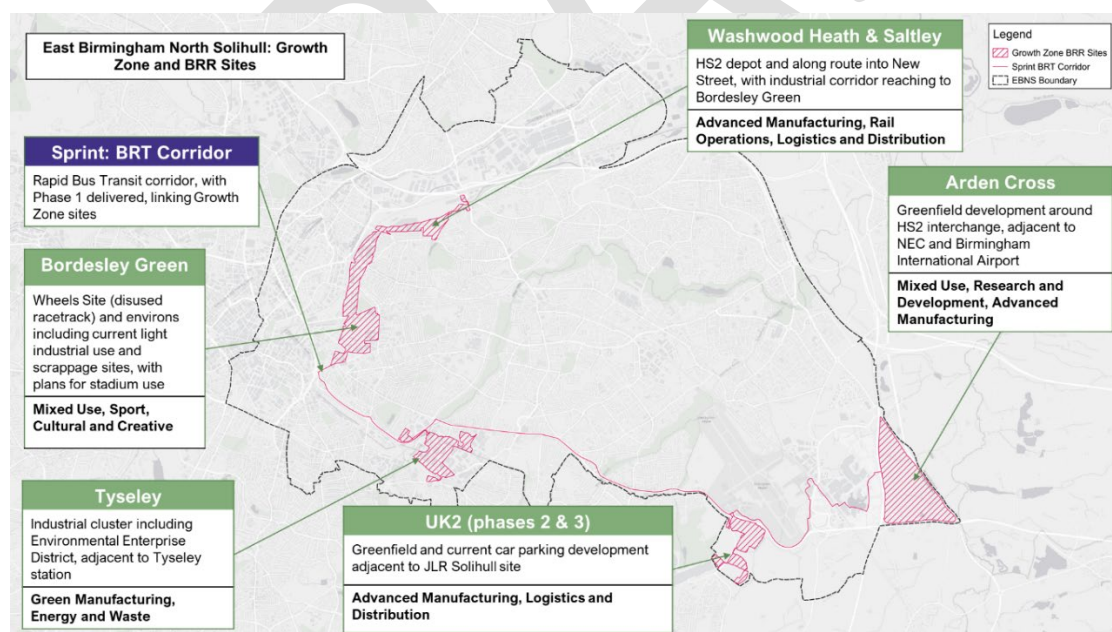 East Birmingham North Solihull: Growth
Zone and BRR Sites
Washwood Heath & Saltley
HS2 depot and along route into New
Street, with industrial corridor reaching to
Bordesley Green
Advanced Manufacturing, Rail
Operations, Logistics and Distribution
Legend
Growth Zone BRR Sites
Sprint BRT Corridor
EBNS Boundary
Sprint: BRT Corridor
Rapid Bus Transit corridor, with
Phase 1 delivered, linking Growth
Zone sites
Arden Cross
Greenfield development around
HS2 interchange, adjacent to
NEC and Birmingham
International Airport
Mixed Use, Research and
Development, Advanced
Manufacturing
Bordesley Green
Wheels Site (disused
racetrack) and environs
including current light
industrial use and
scrappage sites, with
plans for stadium use
Mixed Use, Sport,
Cultural and Creative
Tyseley
Industrial cluster including
Environmental Enterprise
District, adjacent to Tyseley
station
Green Manufacturing,
Energy and Waste
UK2 (phases 2 & 3)
Greenfield and current car parking development
adjacent to JLR Solihull site
Advanced Manufacturing, Logistics and
Distribution